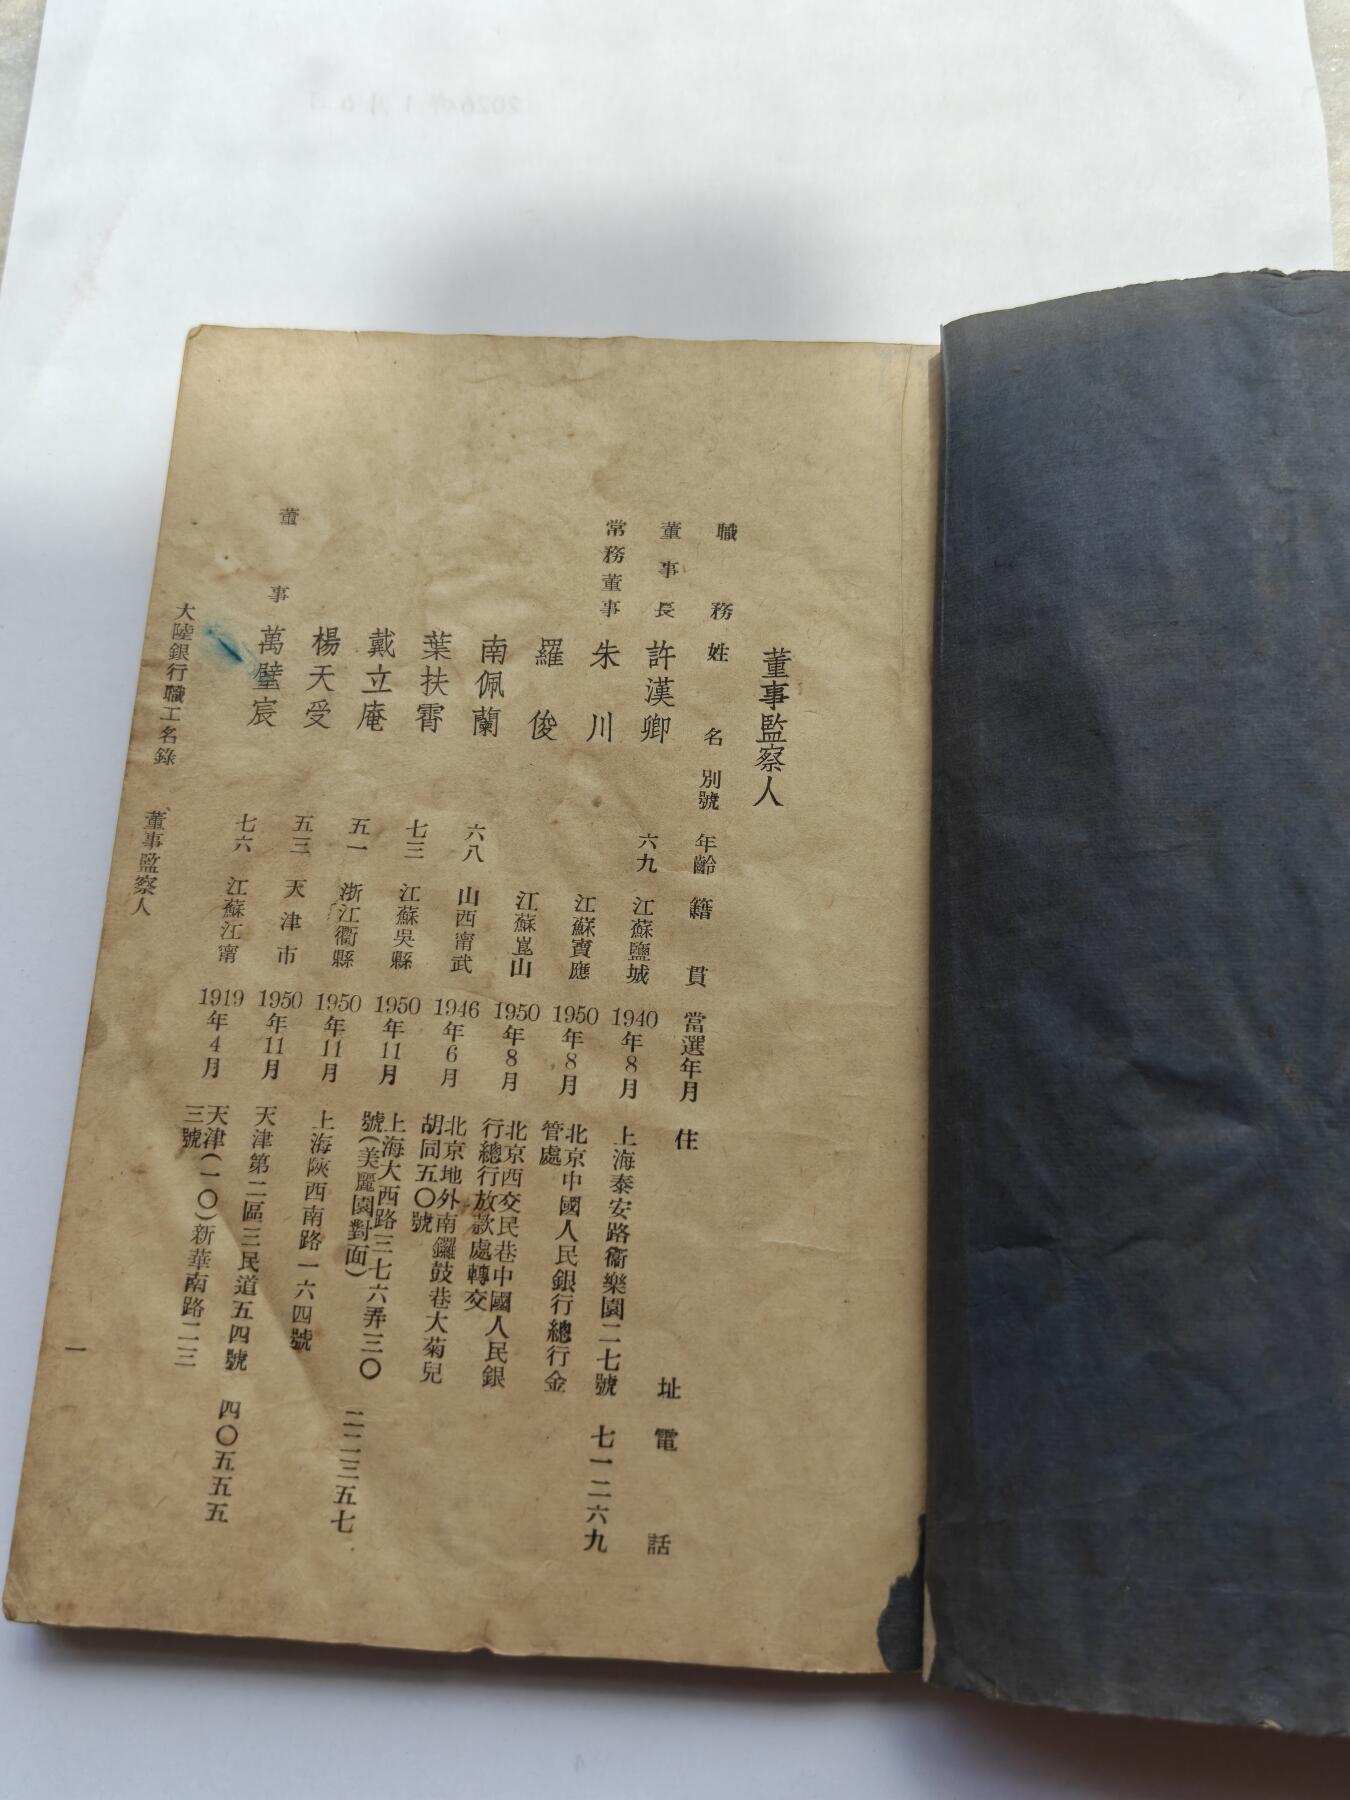 董事監察人
職務 姓名 別號 年齡 籍貫 當選年月 住址 電話
董事長 許漢卿 六九 江蘇鹽城 1940年8月 上海泰安路衞樂園二七號 七一二六九
常務董事 朱川 江蘇寶應 1950年8月 北京中國人民銀行總行金
管處
羅俊 江蘇崑山 1950年8月 北京西交民巷中國人民銀
行總行放款處轉交
南佩蘭 六八 山西甯武 1946年6月 北京地外南鑼鼓巷大菊兒
胡同五〇號
葉扶霄 七三 江蘇吳縣 1950年11月 上海大西路三七六弄三〇
號(美麗園對面) 二二三五七
戴立庵 五一 浙江衢縣 1950年11月 上海陝西南路一六四號
楊天受 五三 天津市 1950年11月 天津第二區三民道五四號 四〇五五五
董事 萬璧宸 七六 江蘇江甯 1919年4月 天津(一〇)新華南路二三
三號
大陸銀行職工名錄 董事監察人 一